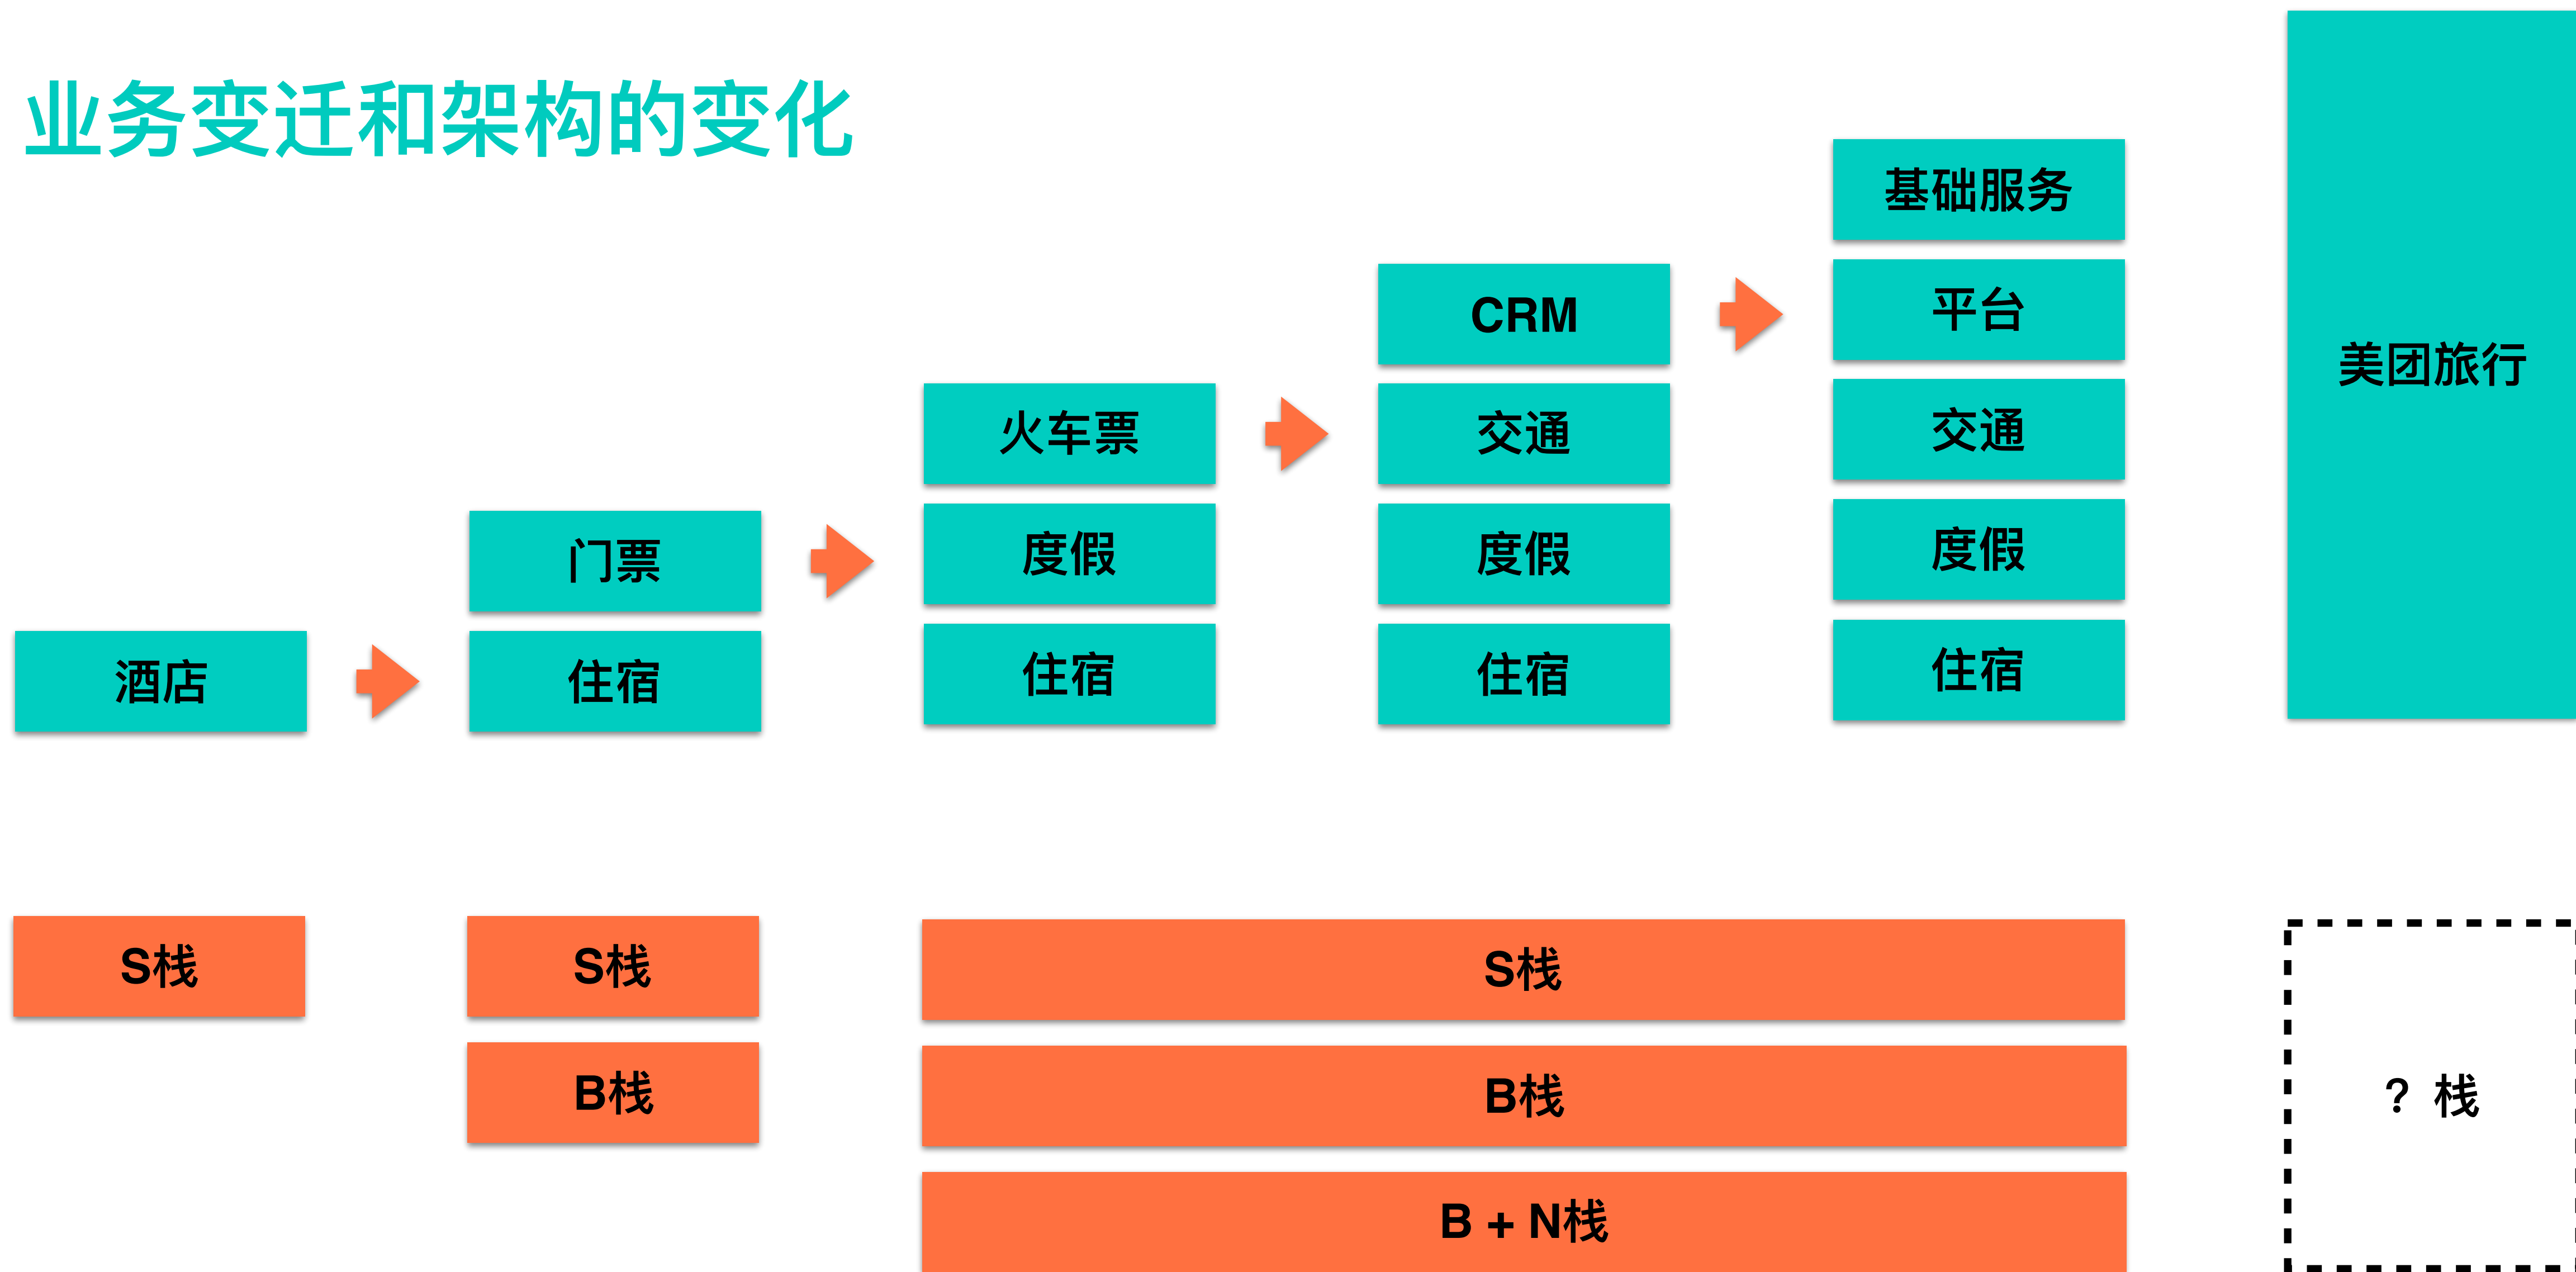 业务变迁和架构的变化
酒店
门票
住宿
火车票
度假
住宿
CRM
交通
度假
住宿
基础服务
平台
交通
度假
住宿
美团旅行
S栈
S栈
B栈
S栈
B栈
B + N栈
？栈